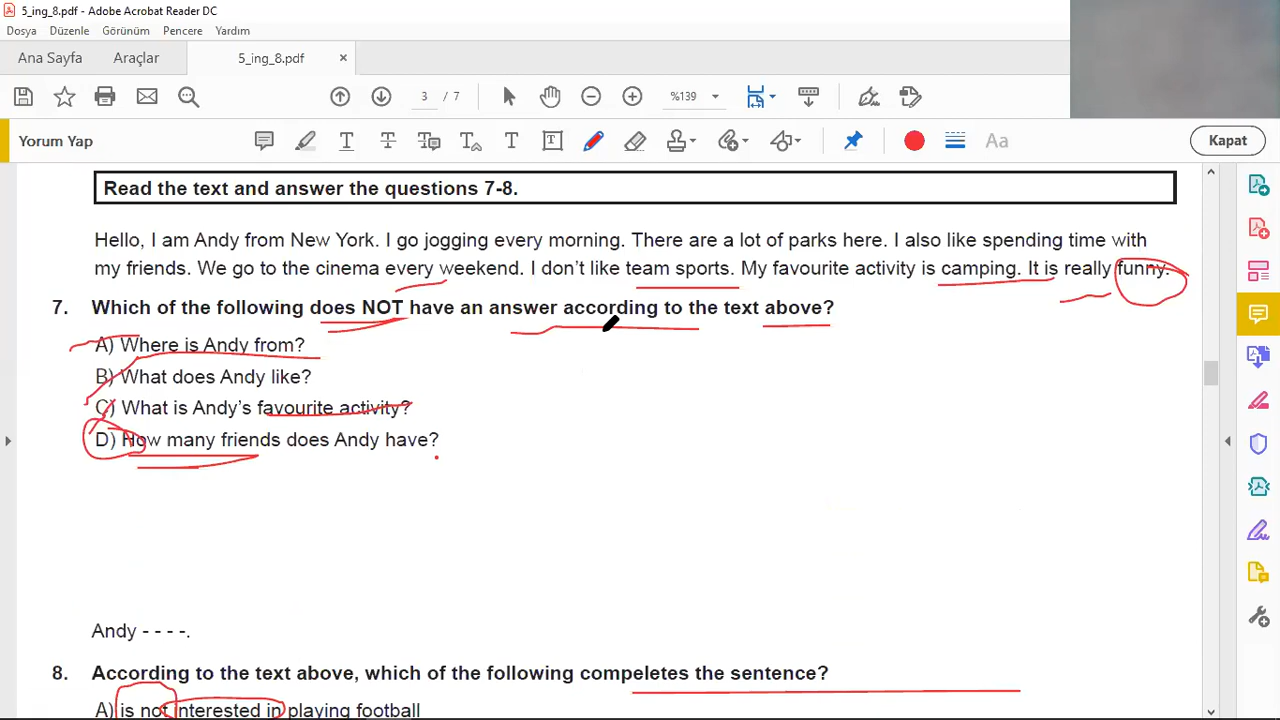 5_ing_8.pdf - Adobe Acrobat Reader DC
Dosya Düzenle Görünüm Pencere Yardım
Ana Sayfa Araçlar 5_ing_8.pdf ×
3 / 7 %139
Yorum Yap Aa Kapat
Read the text and answer the questions 7-8.
Hello, I am Andy from New York. I go jogging every morning. There are a lot of parks here. I also like spending time with
my friends. We go to the cinema every weekend. I don't like team sports. My favourite activity is camping. It is really funny.
7. Which of the following does NOT have an answer according to the text above?
A) Where is Andy from?
B) What does Andy like?
C) What is Andy's favourite activity?
D) How many friends does Andy have?
Andy - - - -.
8. According to the text above, which of the following compeletes the sentence?
A) is not interested in playing football